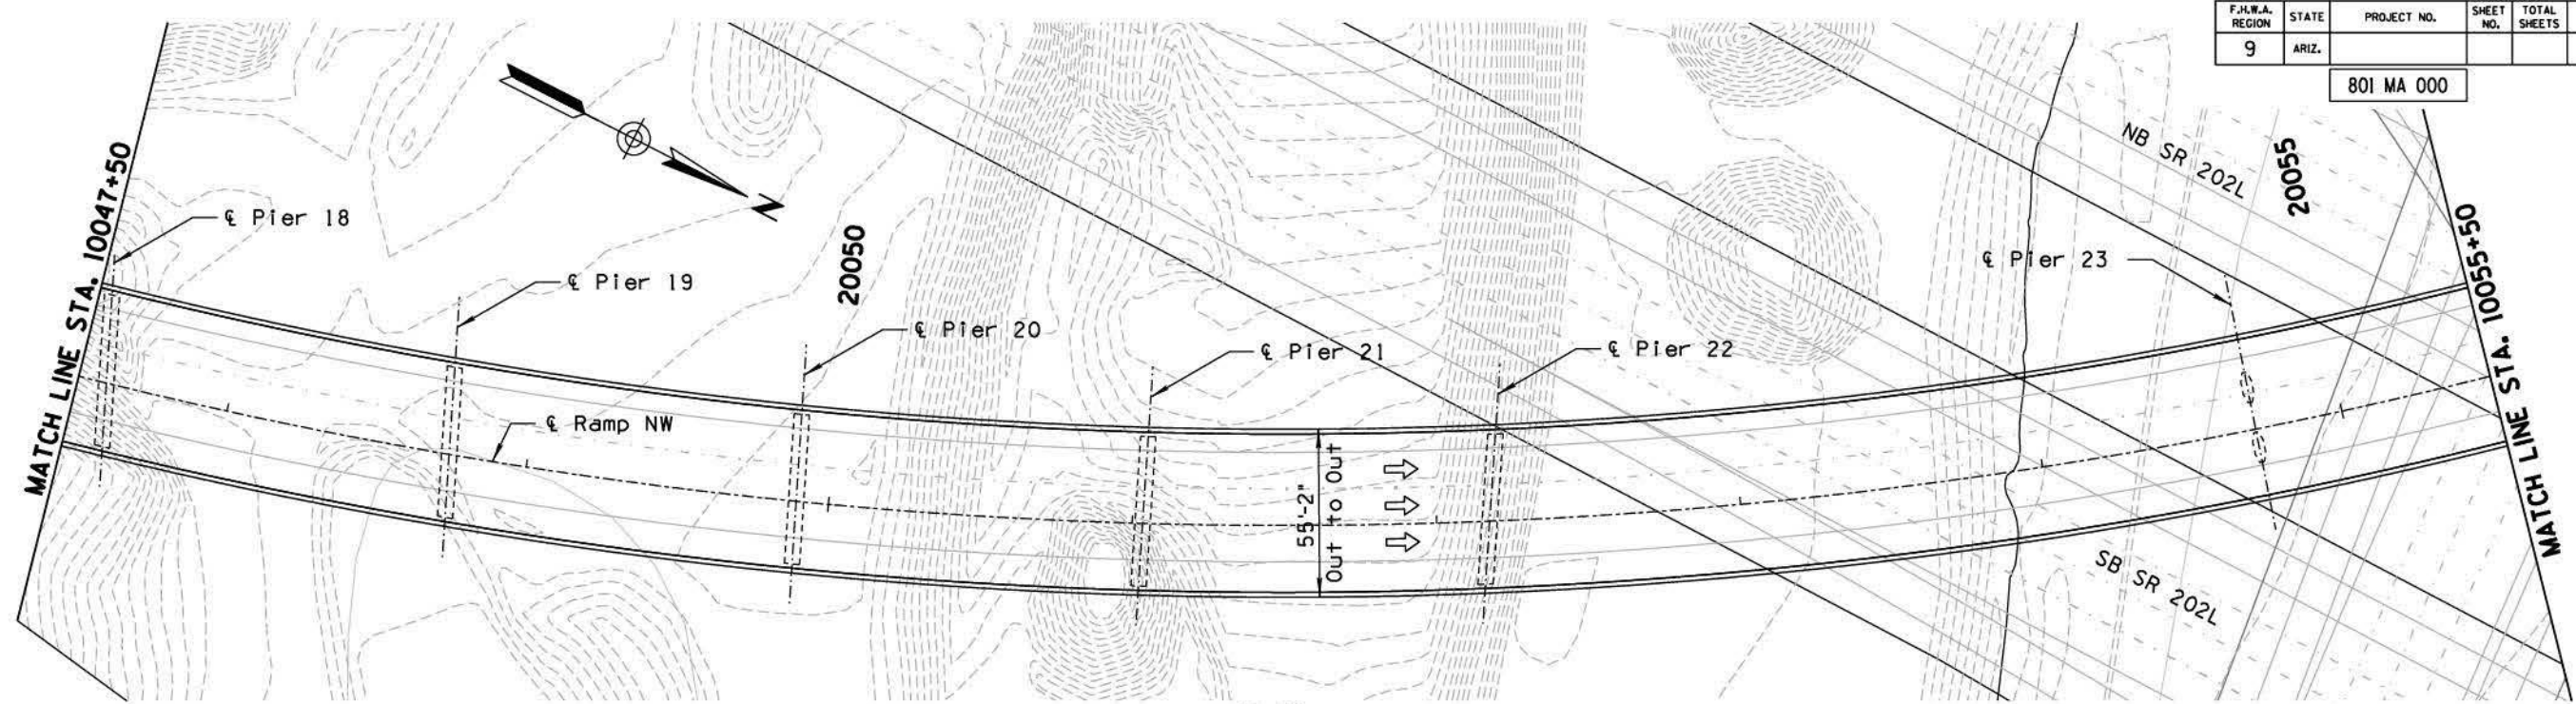 F.H.W.A. REGION STATE PROJECT NO. SHEET NO. TOTAL SHEETS
9 ARIZ.
801 MA 000
MATCH LINE STA. 10047+50
℄ Pier 18
℄ Pier 19
20050
℄ Pier 20
℄ Pier 21
℄ Pier 22
℄ Pier 23
℄ Ramp NW
N
55'-2"
Out to Out
NB SR 202L
20055
SB SR 202L
MATCH LINE STA. 10055+50